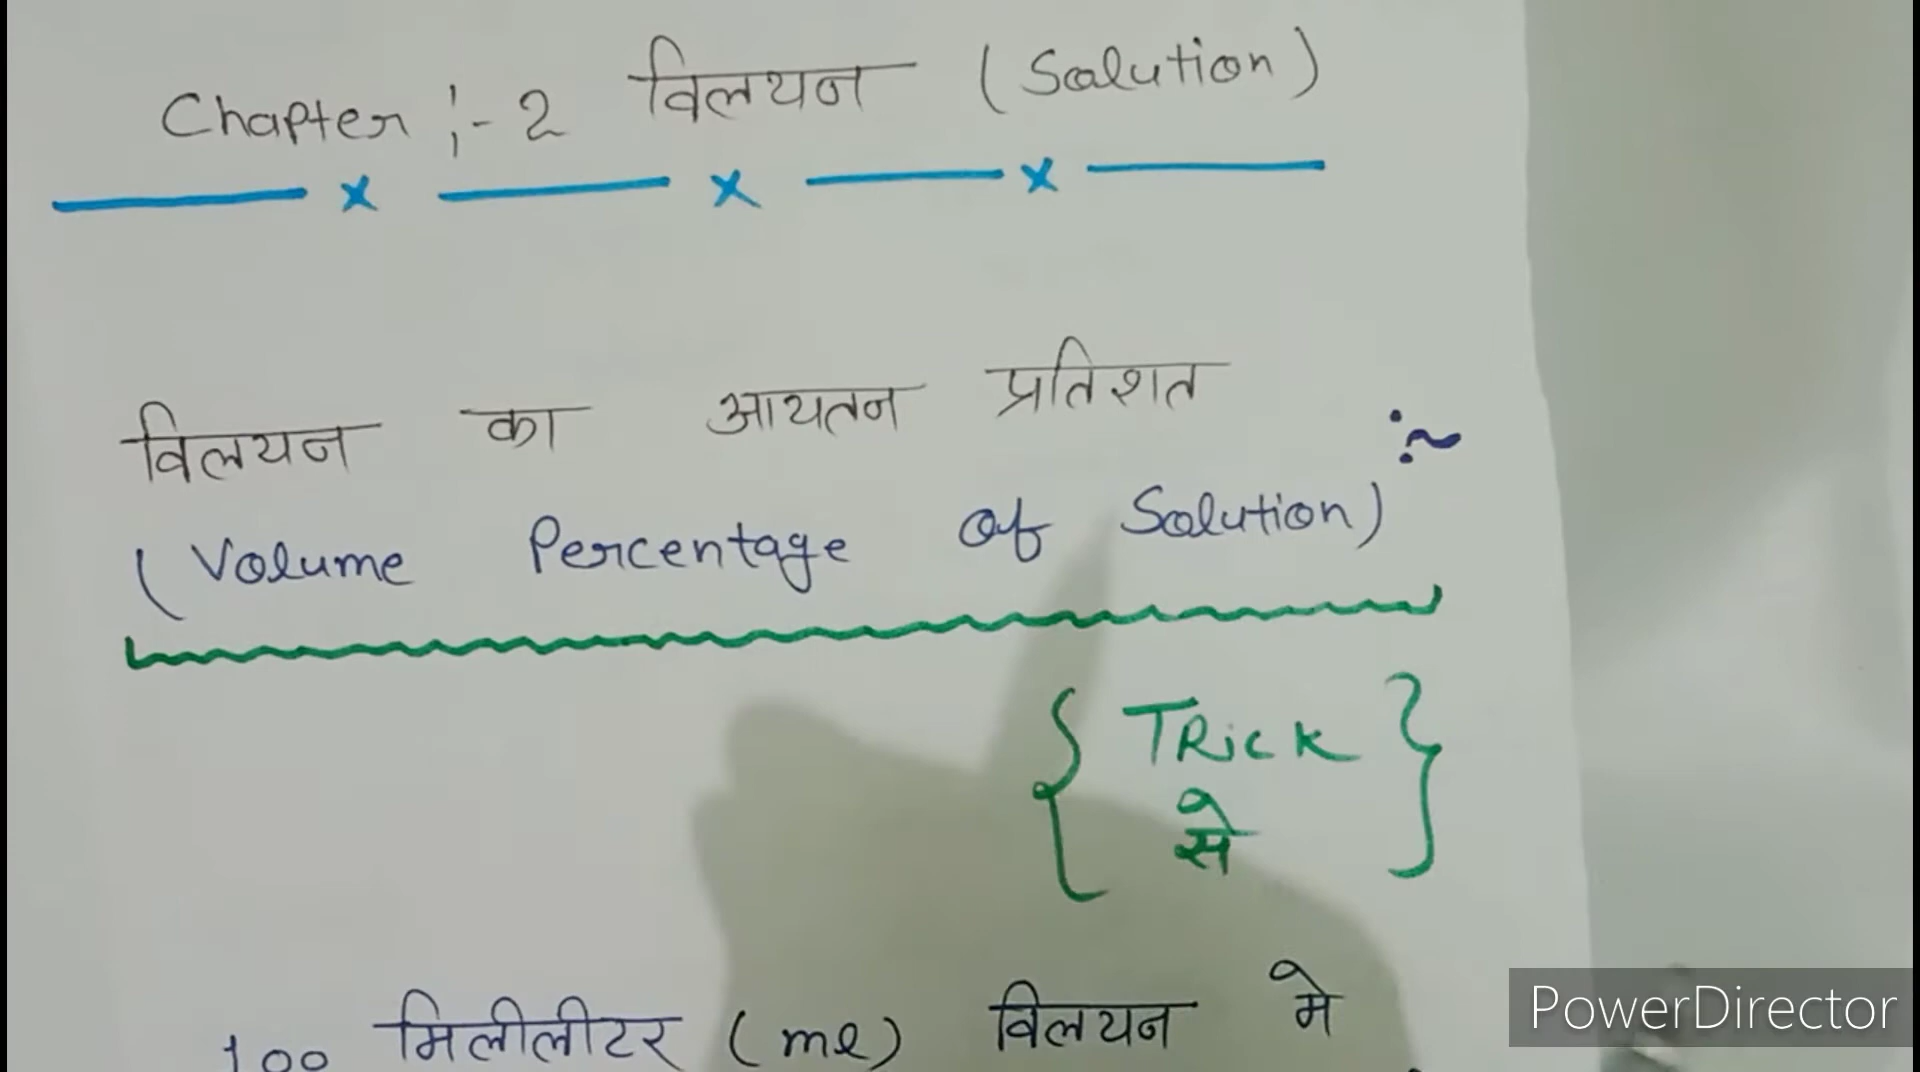 Chapter :- 2 विलयन (Solution)
विलयन का आयतन प्रतिशत :~
(Volume Percentage of Solution)
{ TRicK
से }
100 मिलीलीटर (ml) विलयन मे
PowerDirector